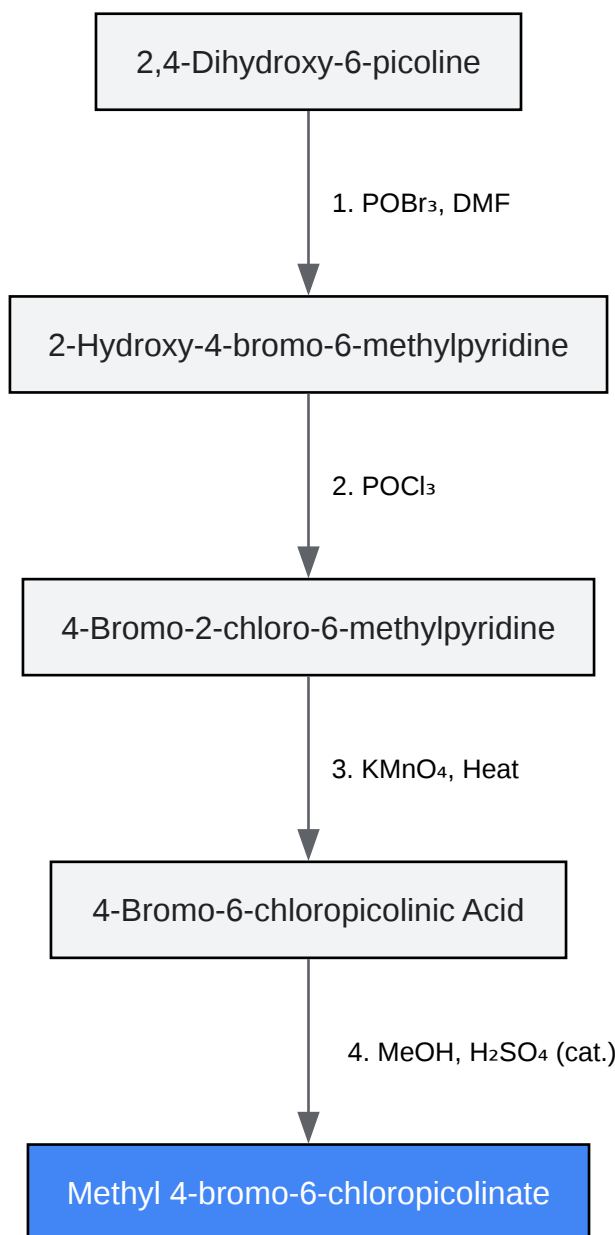 2,4-Dihydroxy-6-picoline
1. POBr₃, DMF
2-Hydroxy-4-bromo-6-methylpyridine
2. POCl₃
4-Bromo-2-chloro-6-methylpyridine
3. KMnO₄, Heat
4-Bromo-6-chloropicolinic Acid
4. MeOH, H₂SO₄ (cat.)
Methyl 4-bromo-6-chloropicolinate